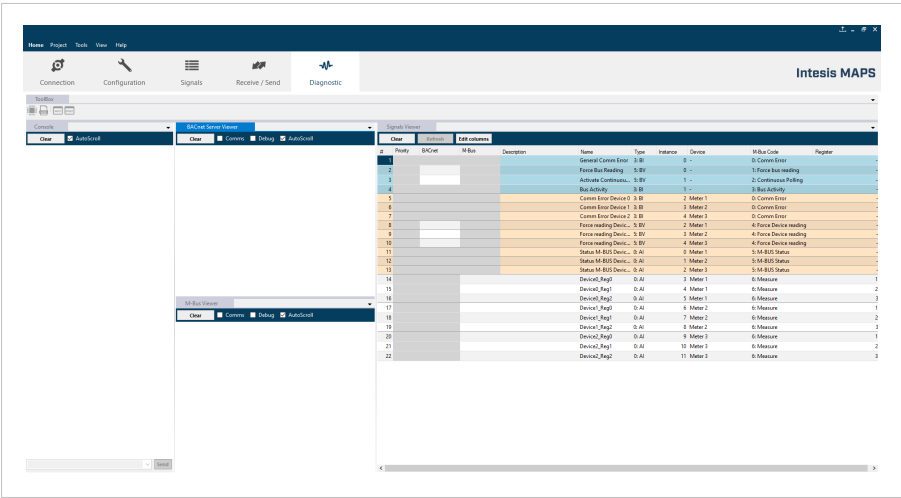 Home Project Tools View Help
Connection Configuration Signals Receive / Send Diagnostic
Intesis MAPS
ToolBox
Console
Clear AutoScroll
Send
BACnet Server Viewer
Clear Comms Debug AutoScroll
M-Bus Viewer
Clear Comms Debug AutoScroll
Signals Viewer
Clear Refresh Edit columns
# Priority BACnet M-Bus Description Name Type Instance Device M-Bus Code Register
1 General Comm Error 3: BI 0 - 0: Comm Error -
2 Force Bus Reading 5: BV 0 - 1: Force bus reading -
3 Activate Continuou... 5: BV 1 - 2: Continuous Polling -
4 Bus Activity 3: BI 1 - 3: Bus Activity -
5 Comm Error Device 0 3: BI 2 Meter 1 0: Comm Error -
6 Comm Error Device 1 3: BI 3 Meter 2 0: Comm Error -
7 Comm Error Device 2 3: BI 4 Meter 3 0: Comm Error -
8 Force reading Devic... 5: BV 2 Meter 1 4: Force Device reading -
9 Force reading Devic... 5: BV 3 Meter 2 4: Force Device reading -
10 Force reading Devic... 5: BV 4 Meter 3 4: Force Device reading -
11 Status M-BUS Devic... 0: AI 0 Meter 1 5: M-BUS Status -
12 Status M-BUS Devic... 0: AI 1 Meter 2 5: M-BUS Status -
13 Status M-BUS Devic... 0: AI 2 Meter 3 5: M-BUS Status -
14 Device0_Reg0 0: AI 3 Meter 1 6: Measure 1
15 Device0_Reg1 0: AI 4 Meter 1 6: Measure 2
16 Device0_Reg2 0: AI 5 Meter 1 6: Measure 3
17 Device1_Reg0 0: AI 6 Meter 2 6: Measure 1
18 Device1_Reg1 0: AI 7 Meter 2 6: Measure 2
19 Device1_Reg2 0: AI 8 Meter 2 6: Measure 3
20 Device2_Reg0 0: AI 9 Meter 3 6: Measure 1
21 Device2_Reg1 0: AI 10 Meter 3 6: Measure 2
22 Device2_Reg2 0: AI 11 Meter 3 6: Measure 3